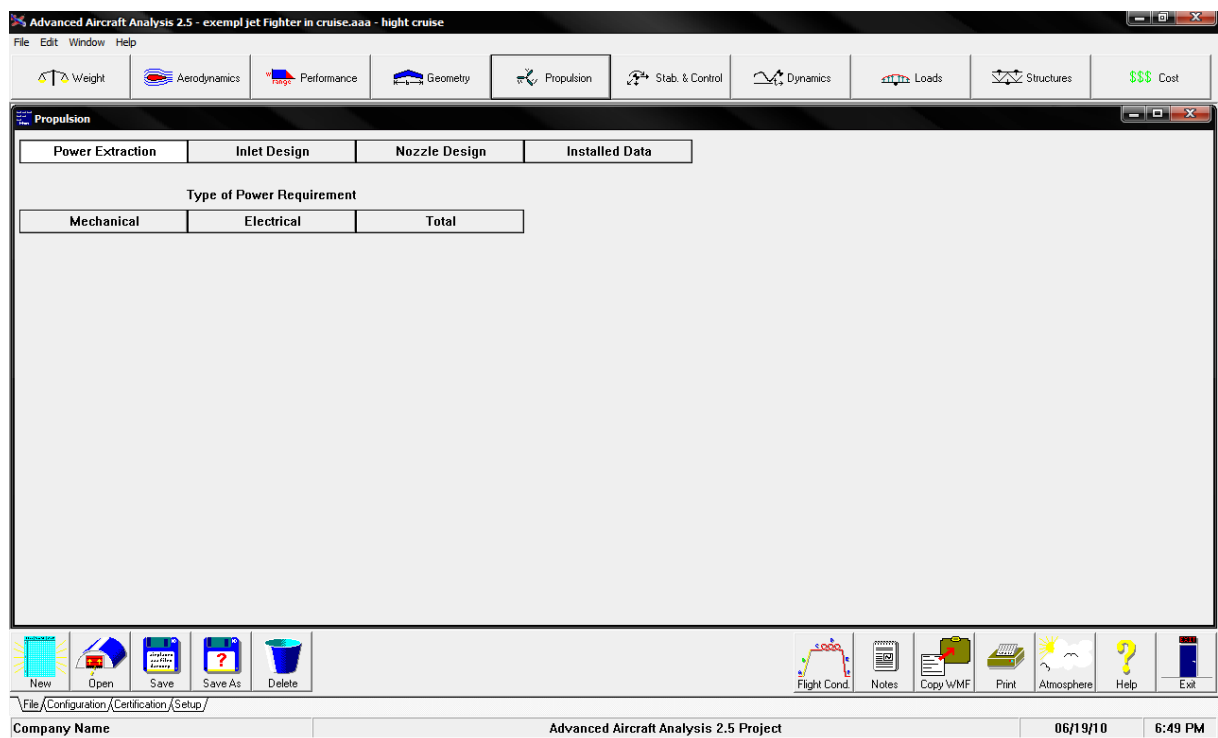 Advanced Aircraft Analysis 2.5 - exempl jet Fighter in cruise.aaa - hight cruise
File Edit Window Help
Weight Aerodynamics Performance Geometry Propulsion Stab. & Control Dynamics Loads Structures $$$ Cost
Propulsion
Power Extraction Inlet Design Nozzle Design Installed Data
Type of Power Requirement
Mechanical Electrical Total
New Open Save Save As Delete Flight Cond. Notes Copy WMF Print Atmosphere Help Exit
File Configuration Certification Setup
Company Name Advanced Aircraft Analysis 2.5 Project 06/19/10 6:49 PM